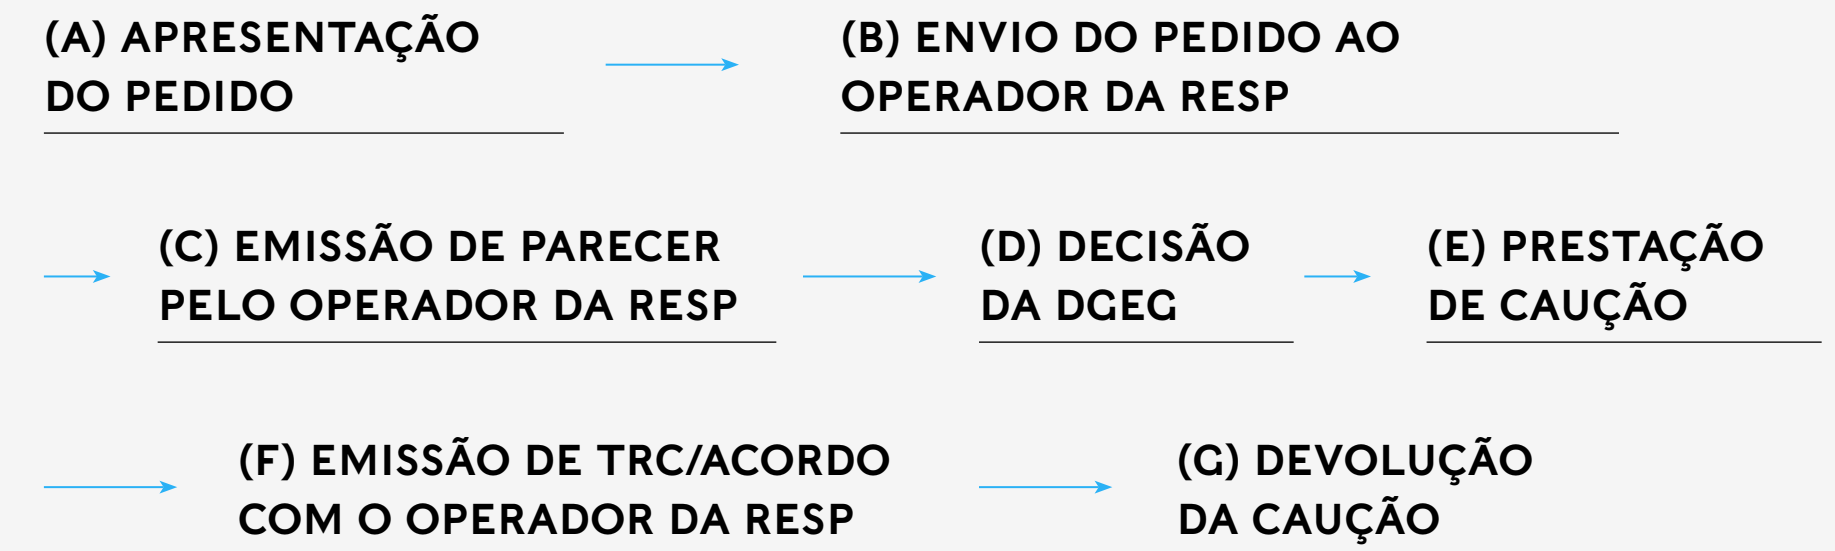 (A) APRESENTAÇÃO
DO PEDIDO
(B) ENVIO DO PEDIDO AO
OPERADOR DA RESP
(C) EMISSÃO DE PARECER
PELO OPERADOR DA RESP
(D) DECISÃO
DA DGEG
(E) PRESTAÇÃO
DE CAUÇÃO
(F) EMISSÃO DE TRC/ACORDO
COM O OPERADOR DA RESP
(G) DEVOLUÇÃO
DA CAUÇÃO